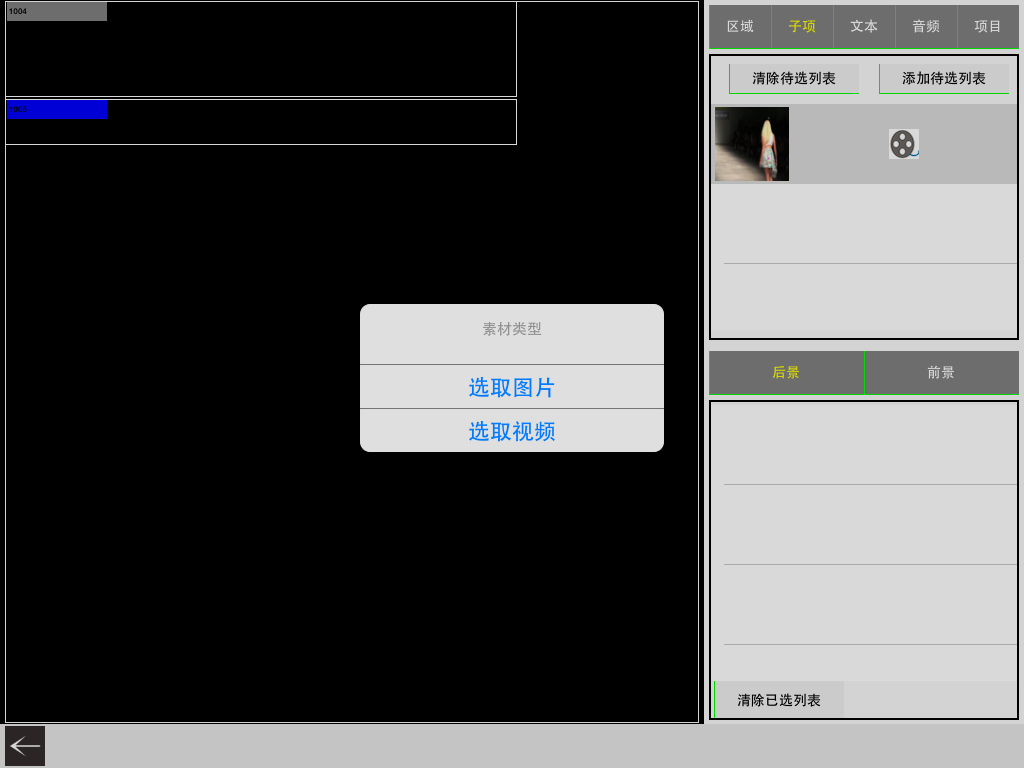 1004
区域 子项 文本 音频 项目
清除待选列表 添加待选列表
素材类型
选取图片
选取视频
后景 前景
清除已选列表